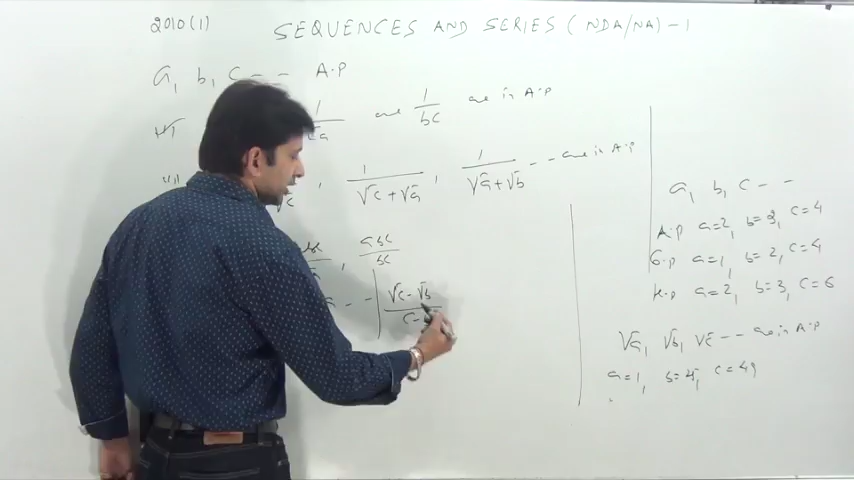 2010(1) SEQUENCES AND SERIES (NDA/NA) - 1
a, b, c - - A.P
1/ca are 1/bc are in A.P
√c, 1/(√c + √a), 1/(√a + √b) - - are in A.P
abc/bc
a - - | (√c - √b)/(c -
a, b, c - -
A.P a=2, b=3, c=4
G.P a=1, b=2, c=4
H.P a=2, b=3, c=6
√a, √b, √c - - are in A.P
a=1, b=4, c=49